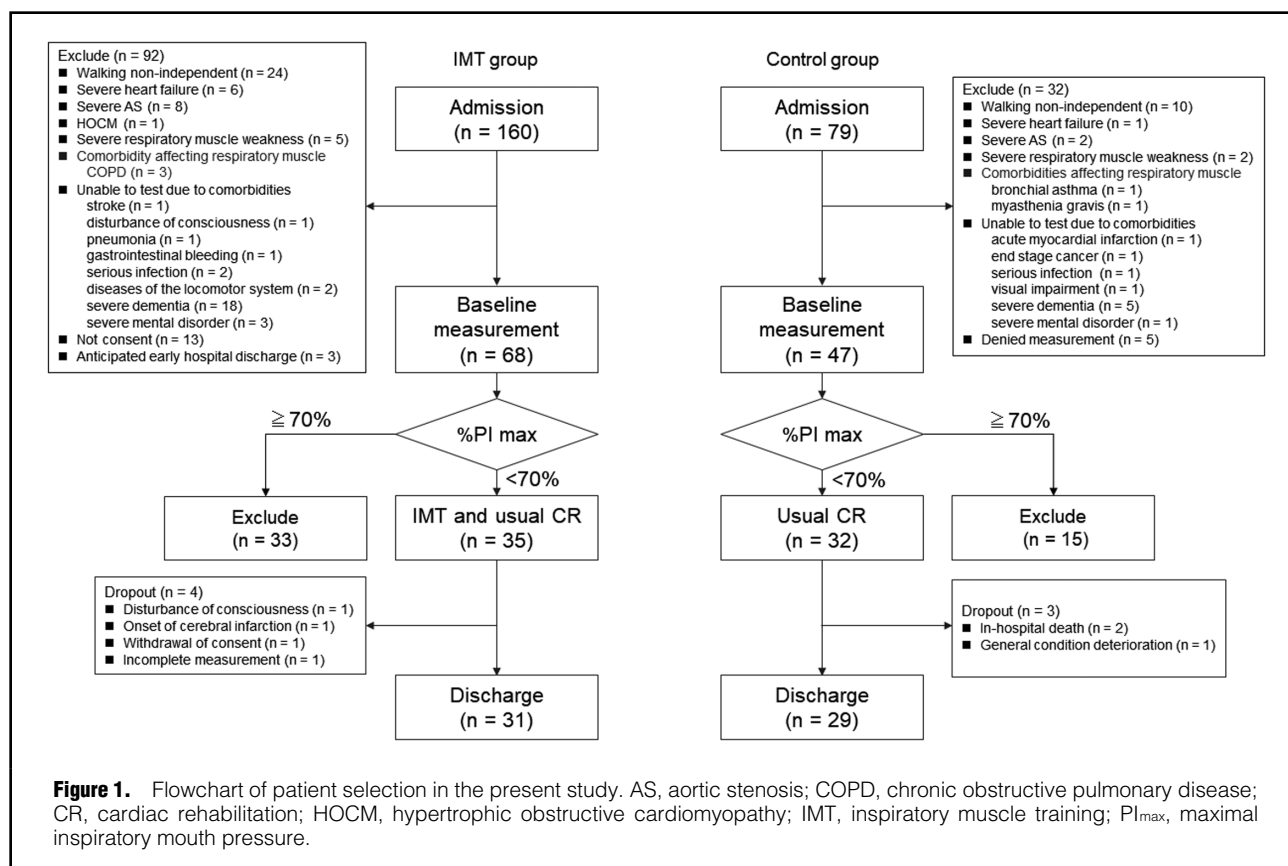 IMT group
Control group
Exclude (n = 92)
■ Walking non-independent (n = 24)
■ Severe heart failure (n = 6)
■ Severe AS (n = 8)
■ HOCM (n = 1)
■ Severe respiratory muscle weakness (n = 5)
■ Comorbidity affecting respiratory muscle
COPD (n = 3)
■ Unable to test due to comorbidities
stroke (n = 1)
disturbance of consciousness (n = 1)
pneumonia (n = 1)
gastrointestinal bleeding (n = 1)
serious infection (n = 2)
diseases of the locomotor system (n = 2)
severe dementia (n = 18)
severe mental disorder (n = 3)
■ Not consent (n = 13)
■ Anticipated early hospital discharge (n = 3)
Admission
(n = 160)
Admission
(n = 79)
Exclude (n = 32)
■ Walking non-independent (n = 10)
■ Severe heart failure (n = 1)
■ Severe AS (n = 2)
■ Severe respiratory muscle weakness (n = 2)
■ Comorbidities affecting respiratory muscle
bronchial asthma (n = 1)
myasthenia gravis (n = 1)
■ Unable to test due to comorbidities
acute myocardial infarction (n = 1)
end stage cancer (n = 1)
serious infection (n = 1)
visual impairment (n = 1)
severe dementia (n = 5)
severe mental disorder (n = 1)
■ Denied measurement (n = 5)
Baseline
measurement
(n = 68)
Baseline
measurement
(n = 47)
≧ 70%
%PI max
<70%
%PI max
≧ 70%
<70%
Exclude
(n = 33)
IMT and usual CR
(n = 35)
Usual CR
(n = 32)
Exclude
(n = 15)
Dropout (n = 4)
■ Disturbance of consciousness (n = 1)
■ Onset of cerebral infarction (n = 1)
■ Withdrawal of consent (n = 1)
■ Incomplete measurement (n = 1)
Dropout (n = 3)
■ In-hospital death (n = 2)
■ General condition deterioration (n = 1)
Discharge
(n = 31)
Discharge
(n = 29)
Figure 1. Flowchart of patient selection in the present study. AS, aortic stenosis; COPD, chronic obstructive pulmonary disease;
CR, cardiac rehabilitation; HOCM, hypertrophic obstructive cardiomyopathy; IMT, inspiratory muscle training; PImax, maximal
inspiratory mouth pressure.